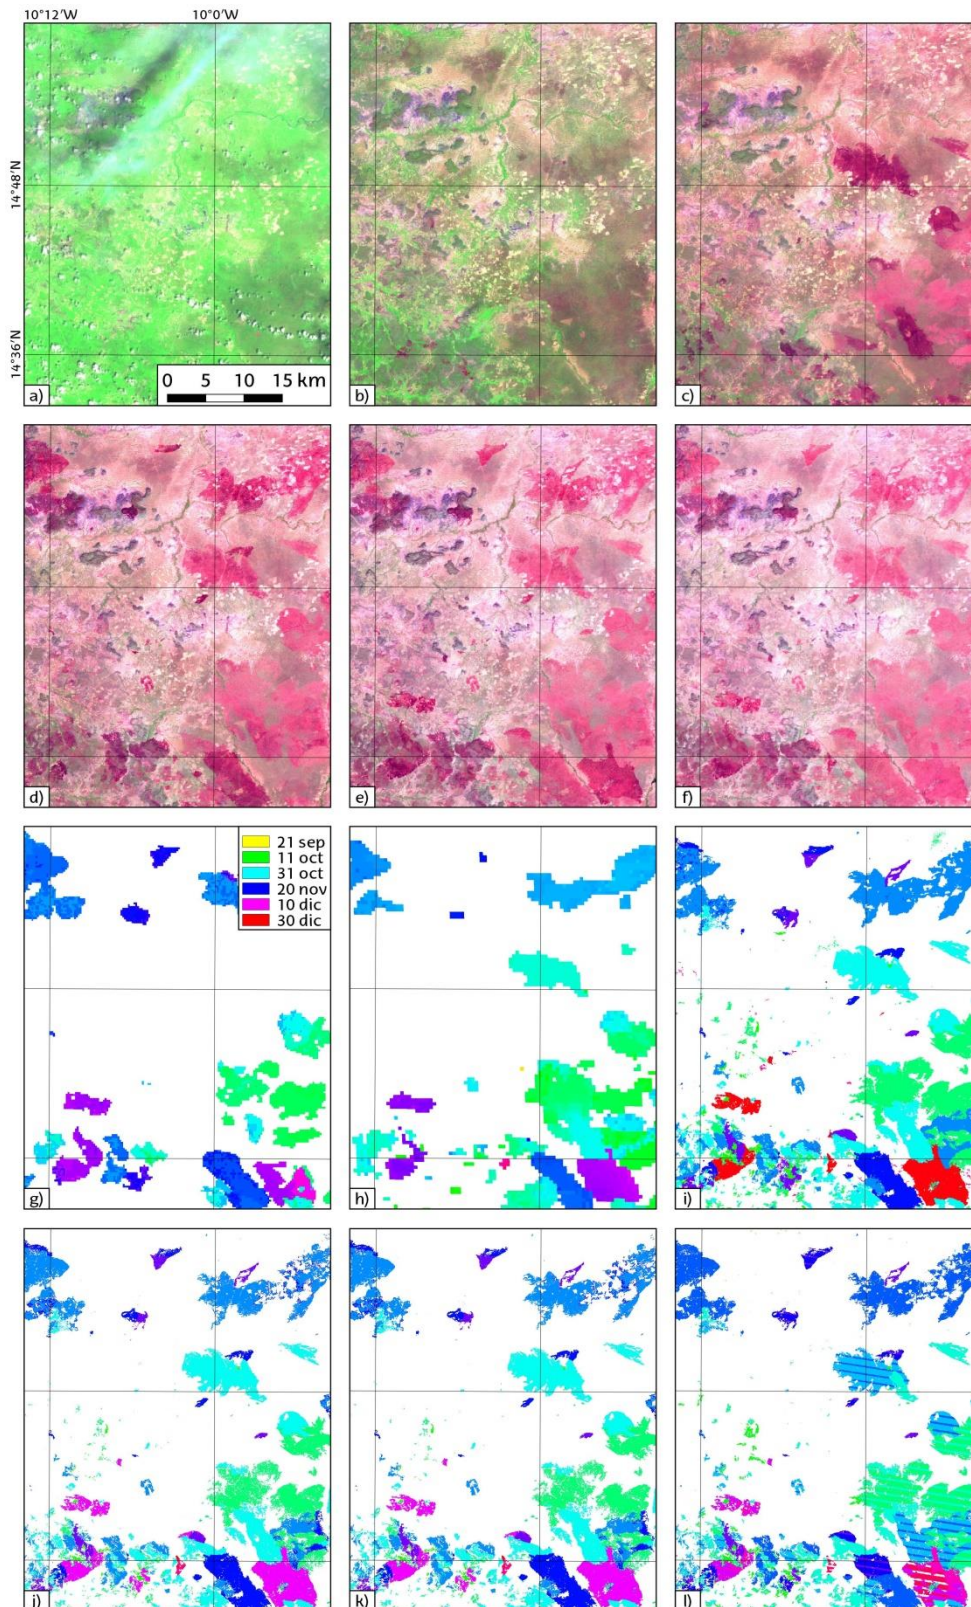 10°12'W 10°0'W
14°48'N
14°36'N
0 5 10 15 km
a)
b)
c)
d)
e)
f)
21 sep
11 oct
31 oct
20 nov
10 dic
30 dic
g)
h)
i)
j)
k)
l)